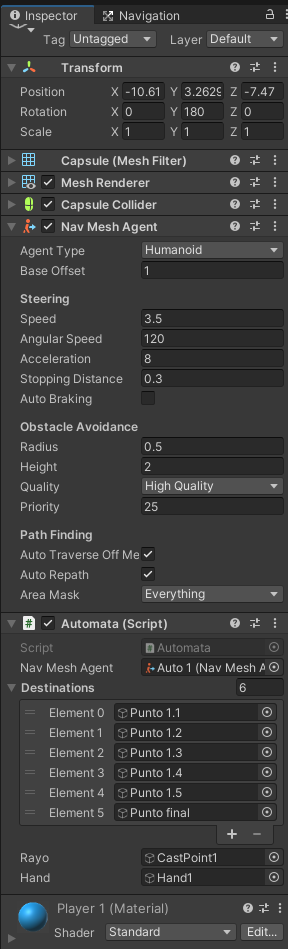 Inspector Navigation
Tag Untagged Layer Default
Transform
Position X -10.61 Y 3.2629 Z -7.47
Rotation X 0 Y 180 Z 0
Scale X 1 Y 1 Z 1
Capsule (Mesh Filter)
Mesh Renderer
Capsule Collider
Nav Mesh Agent
Agent Type Humanoid
Base Offset 1
Steering
Speed 3.5
Angular Speed 120
Acceleration 8
Stopping Distance 0.3
Auto Braking
Obstacle Avoidance
Radius 0.5
Height 2
Quality High Quality
Priority 25
Path Finding
Auto Traverse Off Me
Auto Repath
Area Mask Everything
# Automata (Script)
Script # Automata
Nav Mesh Agent Auto 1 (Nav Mesh A
Destinations 6
Element 0 Punto 1.1
Element 1 Punto 1.2
Element 2 Punto 1.3
Element 3 Punto 1.4
Element 4 Punto 1.5
Element 5 Punto final
+ −
Rayo CastPoint1
Hand Hand1
Player 1 (Material)
Shader Standard Edit...